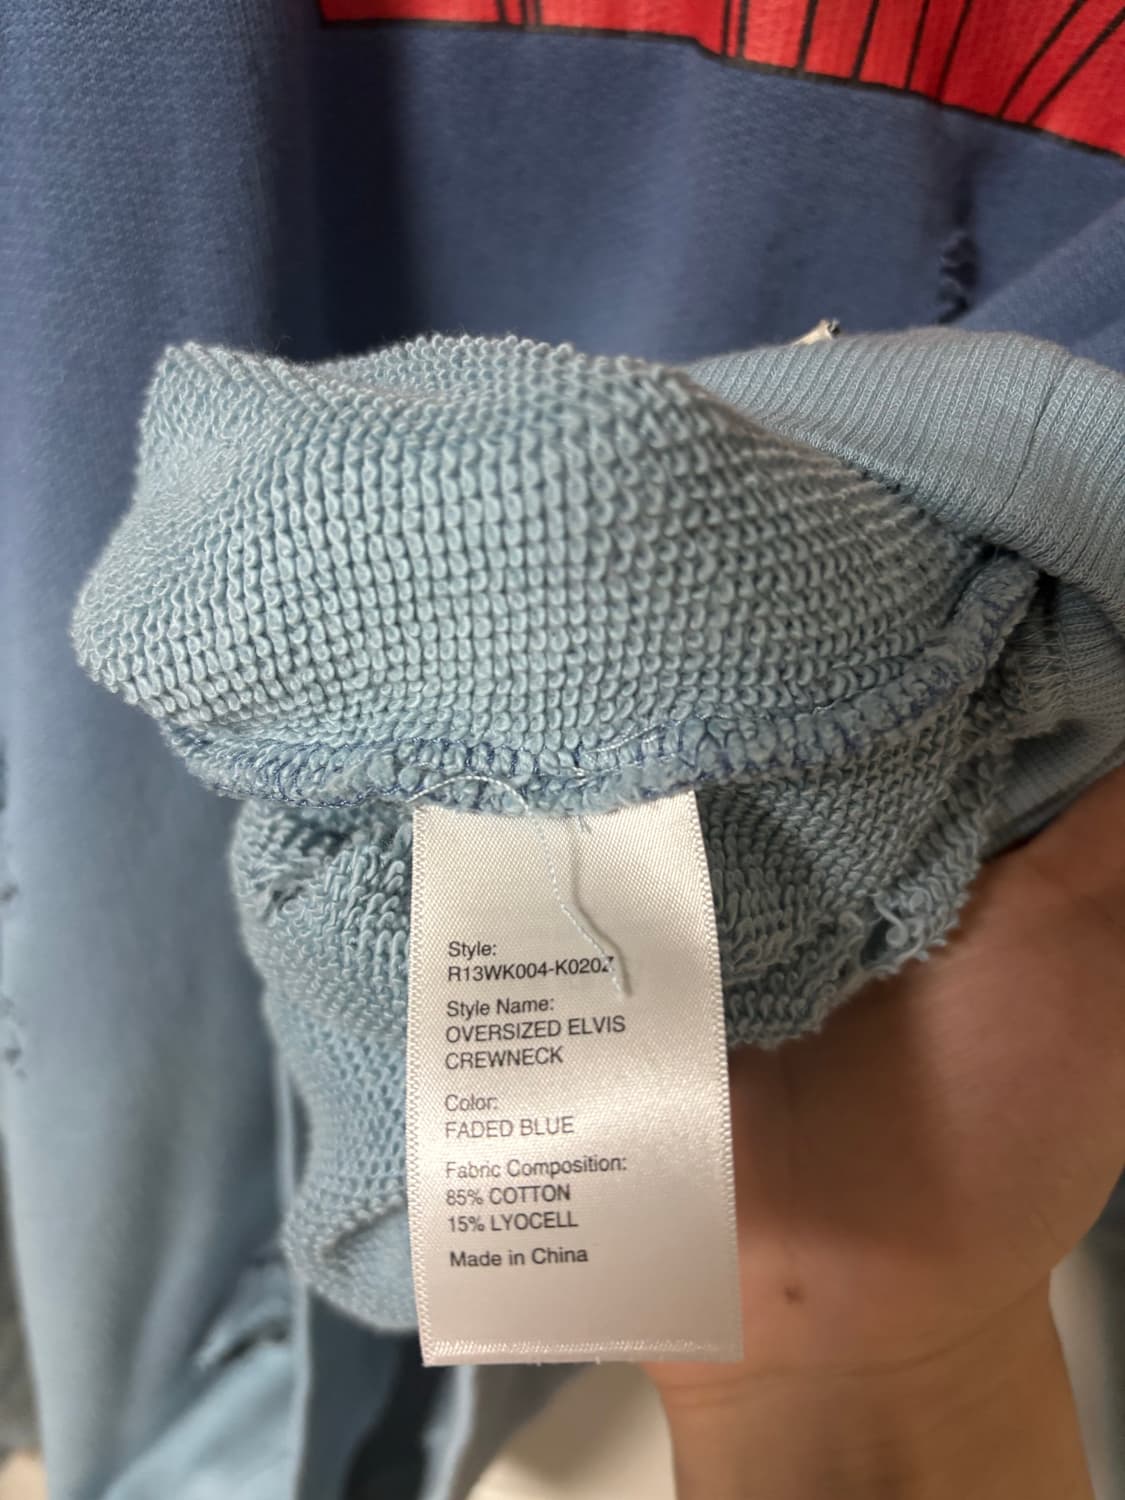 Style:
R13WK004-K020Z
Style Name:
OVERSIZED ELVIS
CREWNECK
Color:
FADED BLUE
Fabric Composition:
85% COTTON
15% LYOCELL
Made in China